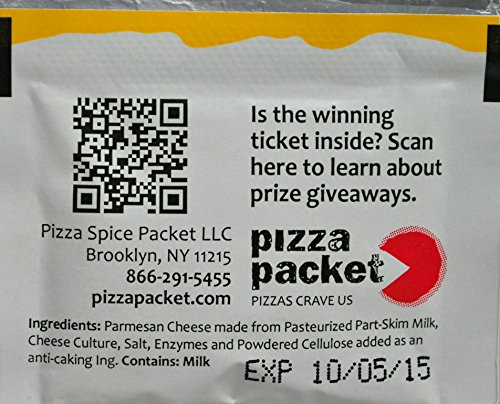 Is the winning
ticket inside? Scan
here to learn about
prize giveaways.
Pizza Spice Packet LLC
Brooklyn, NY 11215
866-291-5455
pizzapacket.com
pizza
packet
PIZZAS CRAVE US
Ingredients: Parmesan Cheese made from Pasteurized Part-Skim Milk,
Cheese Culture, Salt, Enzymes and Powdered Cellulose added as an
anti-caking Ing. Contains: Milk
EXP 10/05/15